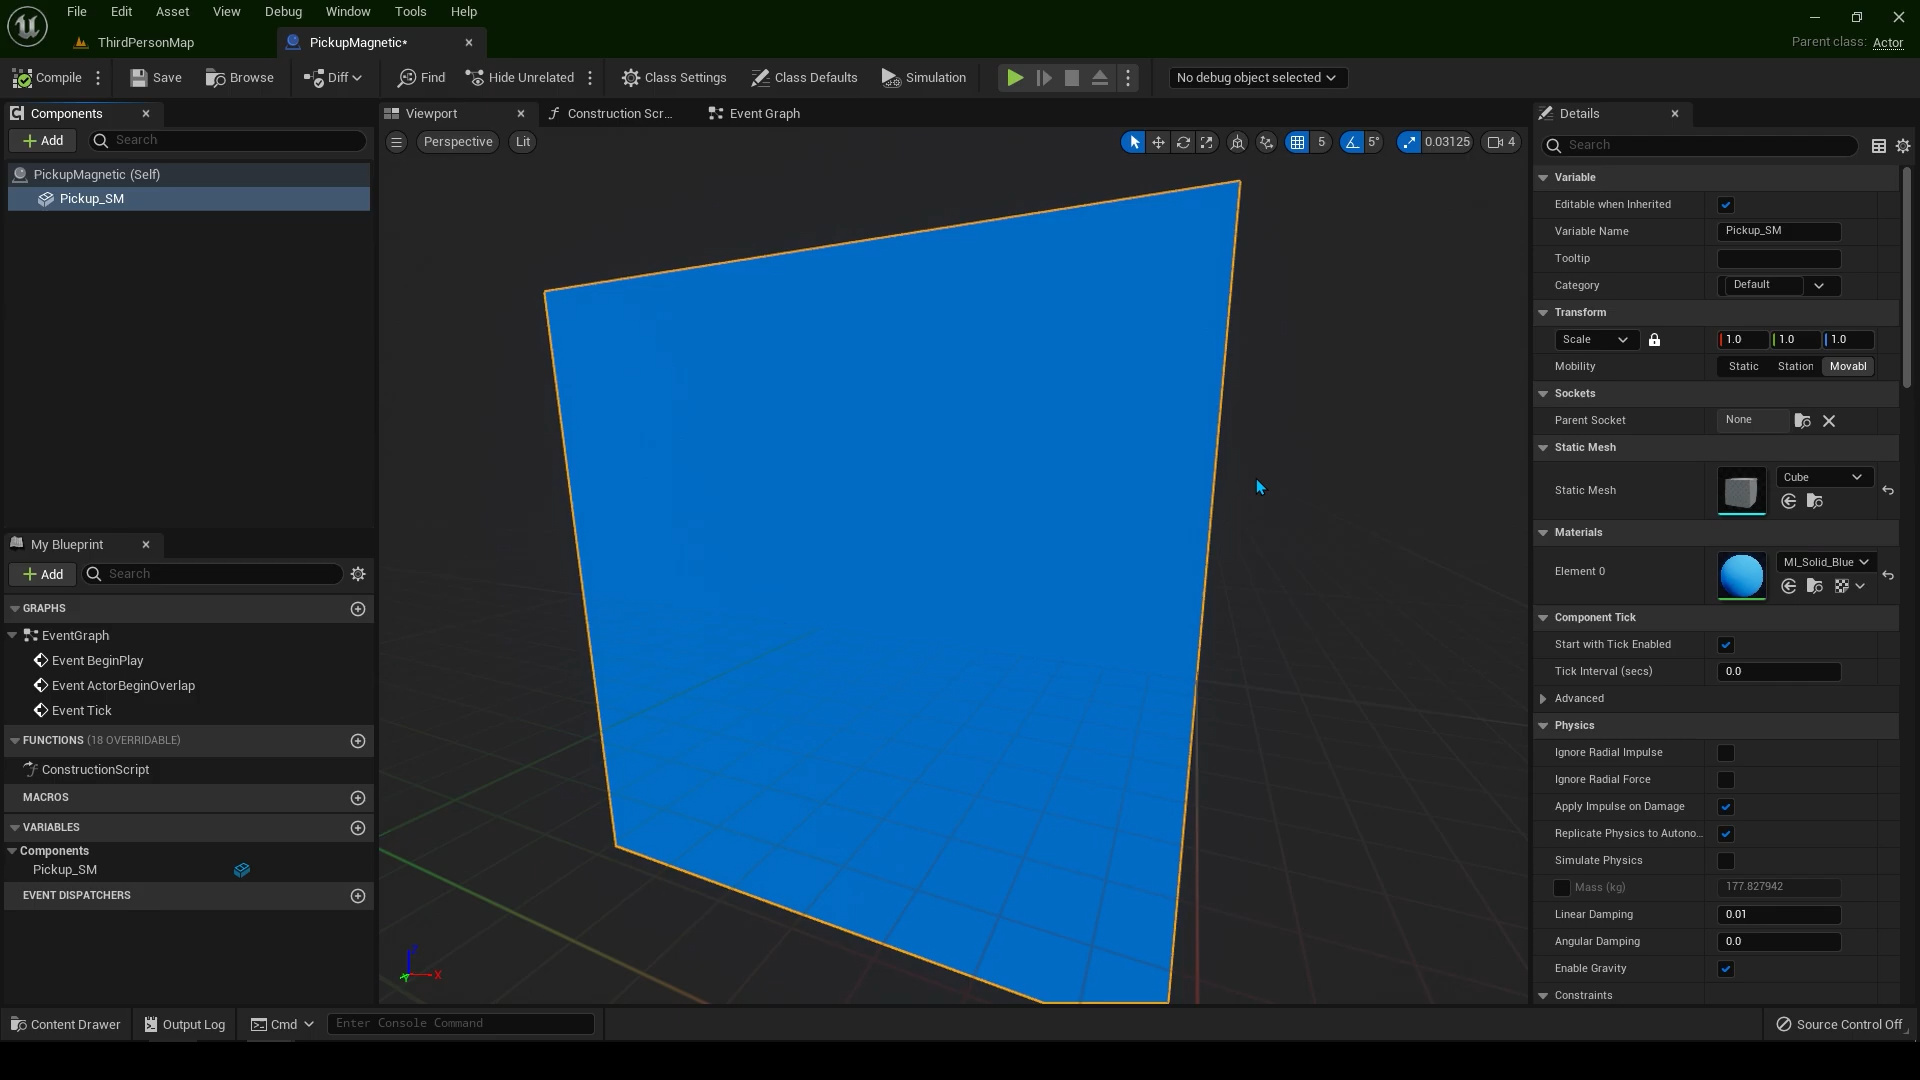 File Edit Asset View Debug Window Tools Help
ThirdPersonMap
PickupMagnetic*
Parent class: Actor
Compile
Save
Browse
Diff
Find
Hide Unrelated
Class Settings
Class Defaults
Simulation
No debug object selected
Components
Add
Search
PickupMagnetic (Self)
Pickup_SM
My Blueprint
Add
Search
GRAPHS
EventGraph
Event BeginPlay
Event ActorBeginOverlap
Event Tick
FUNCTIONS (18 OVERRIDABLE)
ConstructionScript
MACROS
VARIABLES
Components
Pickup_SM
EVENT DISPATCHERS
Viewport
Construction Scr...
Event Graph
Perspective
Lit
5
5°
0.03125
4
Z
X
Y
Details
Search
Variable
Editable when Inherited
Variable Name Pickup_SM
Tooltip
Category Default
Transform
Scale 1.0 1.0 1.0
Mobility Static Station Movabl
Sockets
Parent Socket None
Static Mesh
Static Mesh Cube
Materials
Element 0 MI_Solid_Blue
Component Tick
Start with Tick Enabled
Tick Interval (secs) 0.0
Advanced
Physics
Ignore Radial Impulse
Ignore Radial Force
Apply Impulse on Damage
Replicate Physics to Autono...
Simulate Physics
Mass (kg) 177.827942
Linear Damping 0.01
Angular Damping 0.0
Enable Gravity
Constraints
Content Drawer
Output Log
Cmd
Enter Console Command
Source Control Off